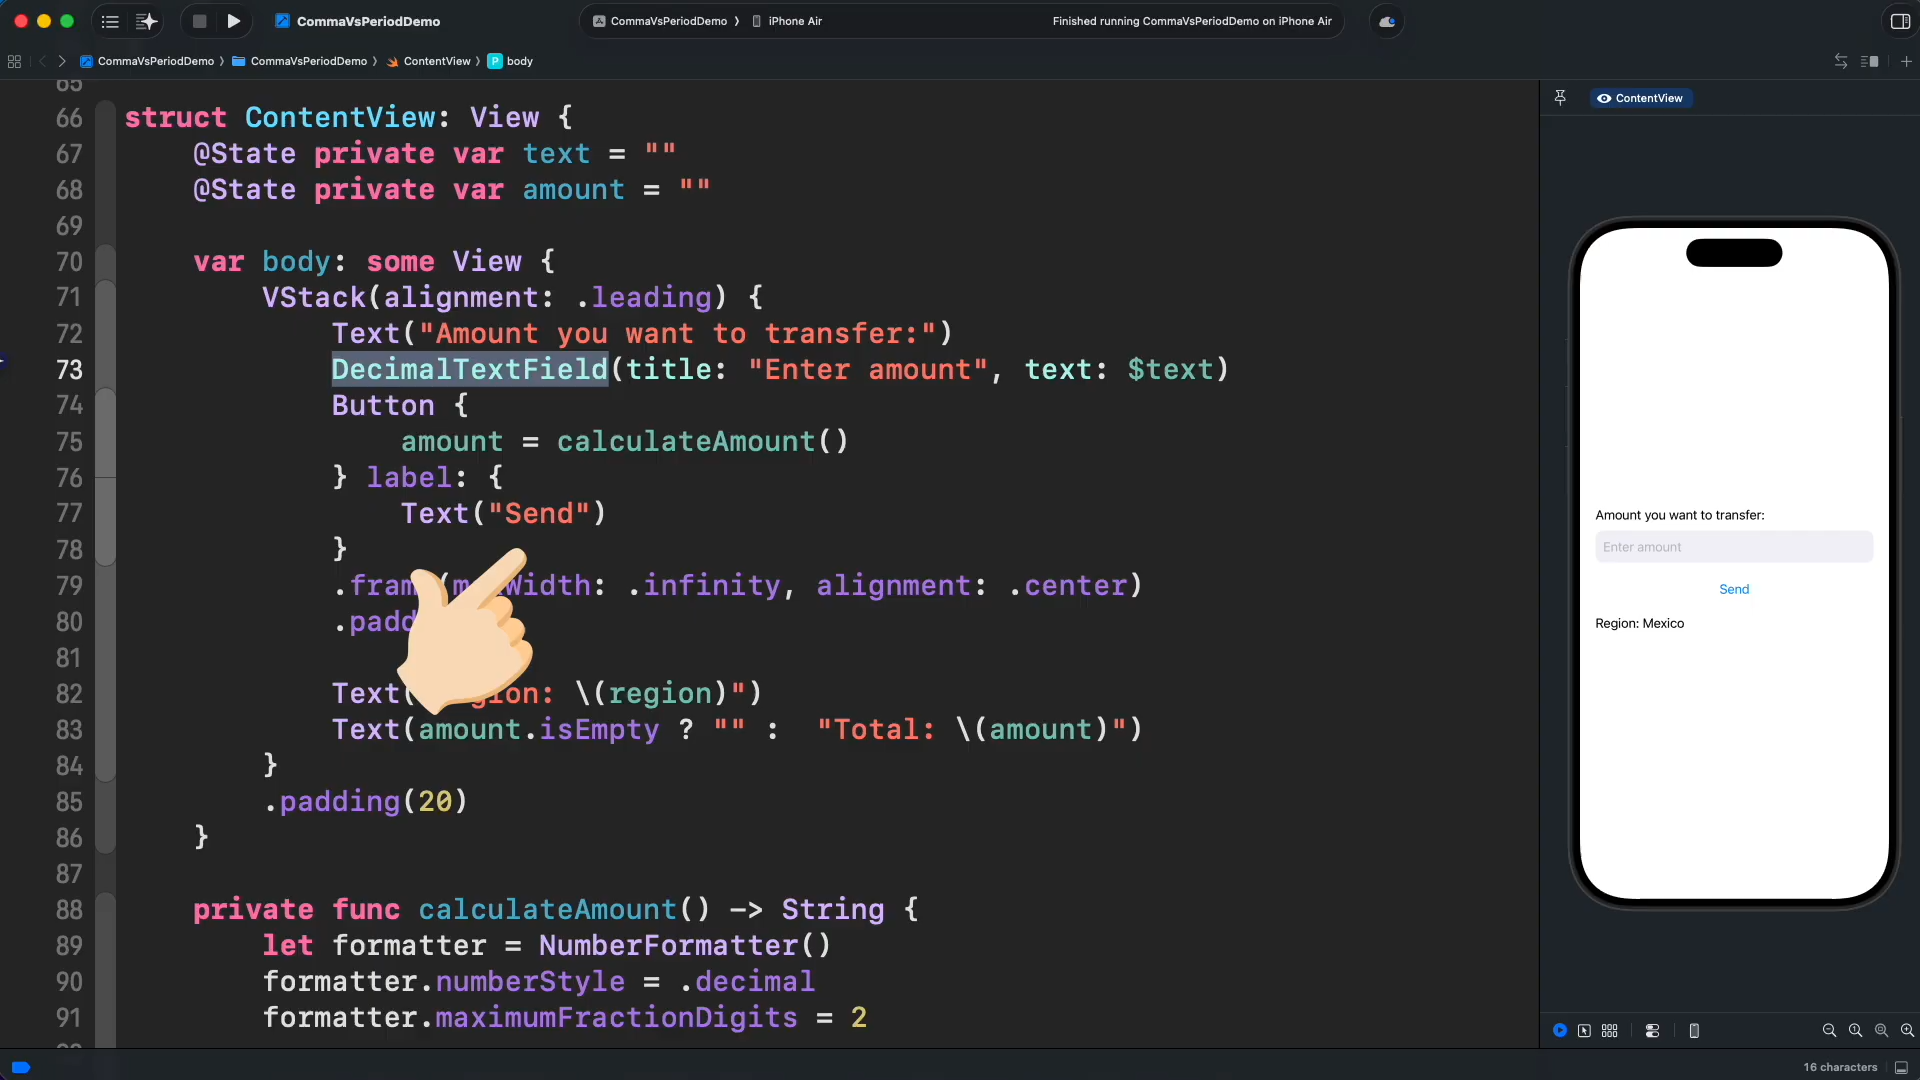 CommaVsPeriodDemo
CommaVsPeriodDemo
iPhone Air
Finished running CommaVsPeriodDemo on iPhone Air
CommaVsPeriodDemo
CommaVsPeriodDemo
ContentView
P body
ContentView
65
66 struct ContentView: View {
67 @State private var text = ""
68 @State private var amount = ""
69
70 var body: some View {
71 VStack(alignment: .leading) {
72 Text("Amount you want to transfer:")
73 DecimalTextField(title: "Enter amount", text: $text)
74 Button {
75 amount = calculateAmount()
76 } label: {
77 Text("Send")
78 }
79 .fram (m Width: .infinity, alignment: .center)
80 .padd
81
82 Text( gion: \(region)")
83 Text(amount.isEmpty ? "" : "Total: \(amount)")
84 }
85 .padding(20)
86 }
87
88 private func calculateAmount() -> String {
89 let formatter = NumberFormatter()
90 formatter.numberStyle = .decimal
91 formatter.maximumFractionDigits = 2
Amount you want to transfer:
Enter amount
Send
Region: Mexico
16 characters